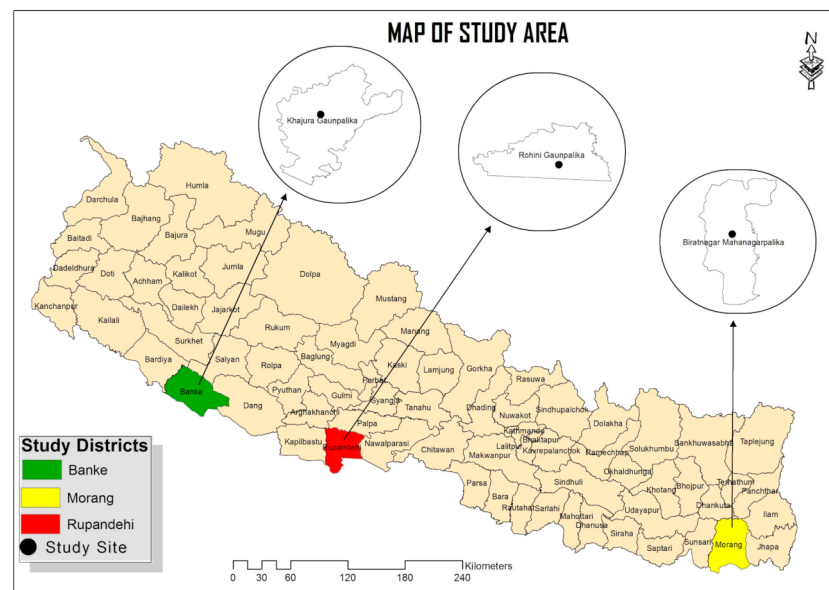 MAP OF STUDY AREA
N
Khajura Gaunpalika
Rohini Gaunpalika
Biratnagar Mahanagarpalika
Humla
Darchula
Bajhang
Mugu
Baitadi
Bajura
Dadeldhura
Doti
Jumla
Dolpa
Achham
Kalikot
Mustang
Kanchanpur
Dailekh
Jajarkot
Kailali
Rukum
Manang
Surkhet
Myagdi
Bardiya
Salyan
Rolpa
Baglung
Kaski
Lamjung
Gorkha
Parbat
Rasuwa
Banke
Pyuthan
Gulmi
Syangja
Tanahu
Dhading
Sindhupalchok
Dang
Arghakhanchi
Nuwakot
Dolakha
Palpa
Kathmandu
Sankhuwasabha
Taplejung
Kapilbastu
Rupandehi
Nawalparasi
Chitawan
Lalitpur
Bhaktapur
Kavrepalanchok
Ramechhap
Solukhumbu
Makwanpur
Okhaldhunga
Parsa
Sindhuli
Khotang
Bhojpur
Terhathum
Panchthar
Bara
Rautahat
Sarlahi
Mahottari
Dhanusa
Udayapur
Dhankuta
Ilam
Siraha
Saptari
Sunsari
Morang
Jhapa
Study Districts
Banke
Morang
Rupandehi
Study Site
Kilometers
0 30 60 120 180 240